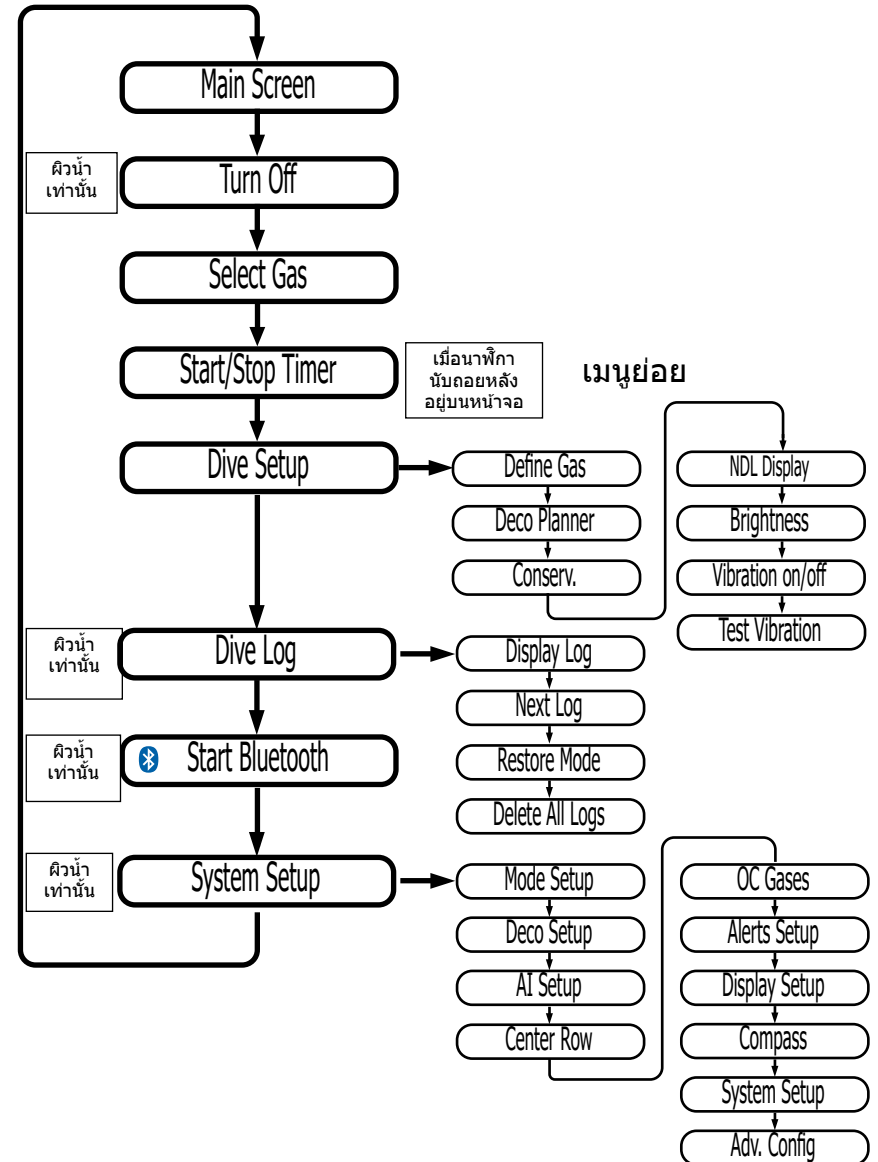 Main Screen
ผิวน้ำ
เท่านั้น
Turn Off
Select Gas
Start/Stop Timer
เมื่อนาฬิกา
นับถอยหลัง
อยู่บนหน้าจอ
เมนูย่อย
Dive Setup
Define Gas
Deco Planner
Conserv.
NDL Display
Brightness
Vibration on/off
Test Vibration
ผิวน้ำ
เท่านั้น
Dive Log
Display Log
Next Log
Restore Mode
Delete All Logs
ผิวน้ำ
เท่านั้น
Start Bluetooth
ผิวน้ำ
เท่านั้น
System Setup
Mode Setup
Deco Setup
AI Setup
Center Row
OC Gases
Alerts Setup
Display Setup
Compass
System Setup
Adv. Config